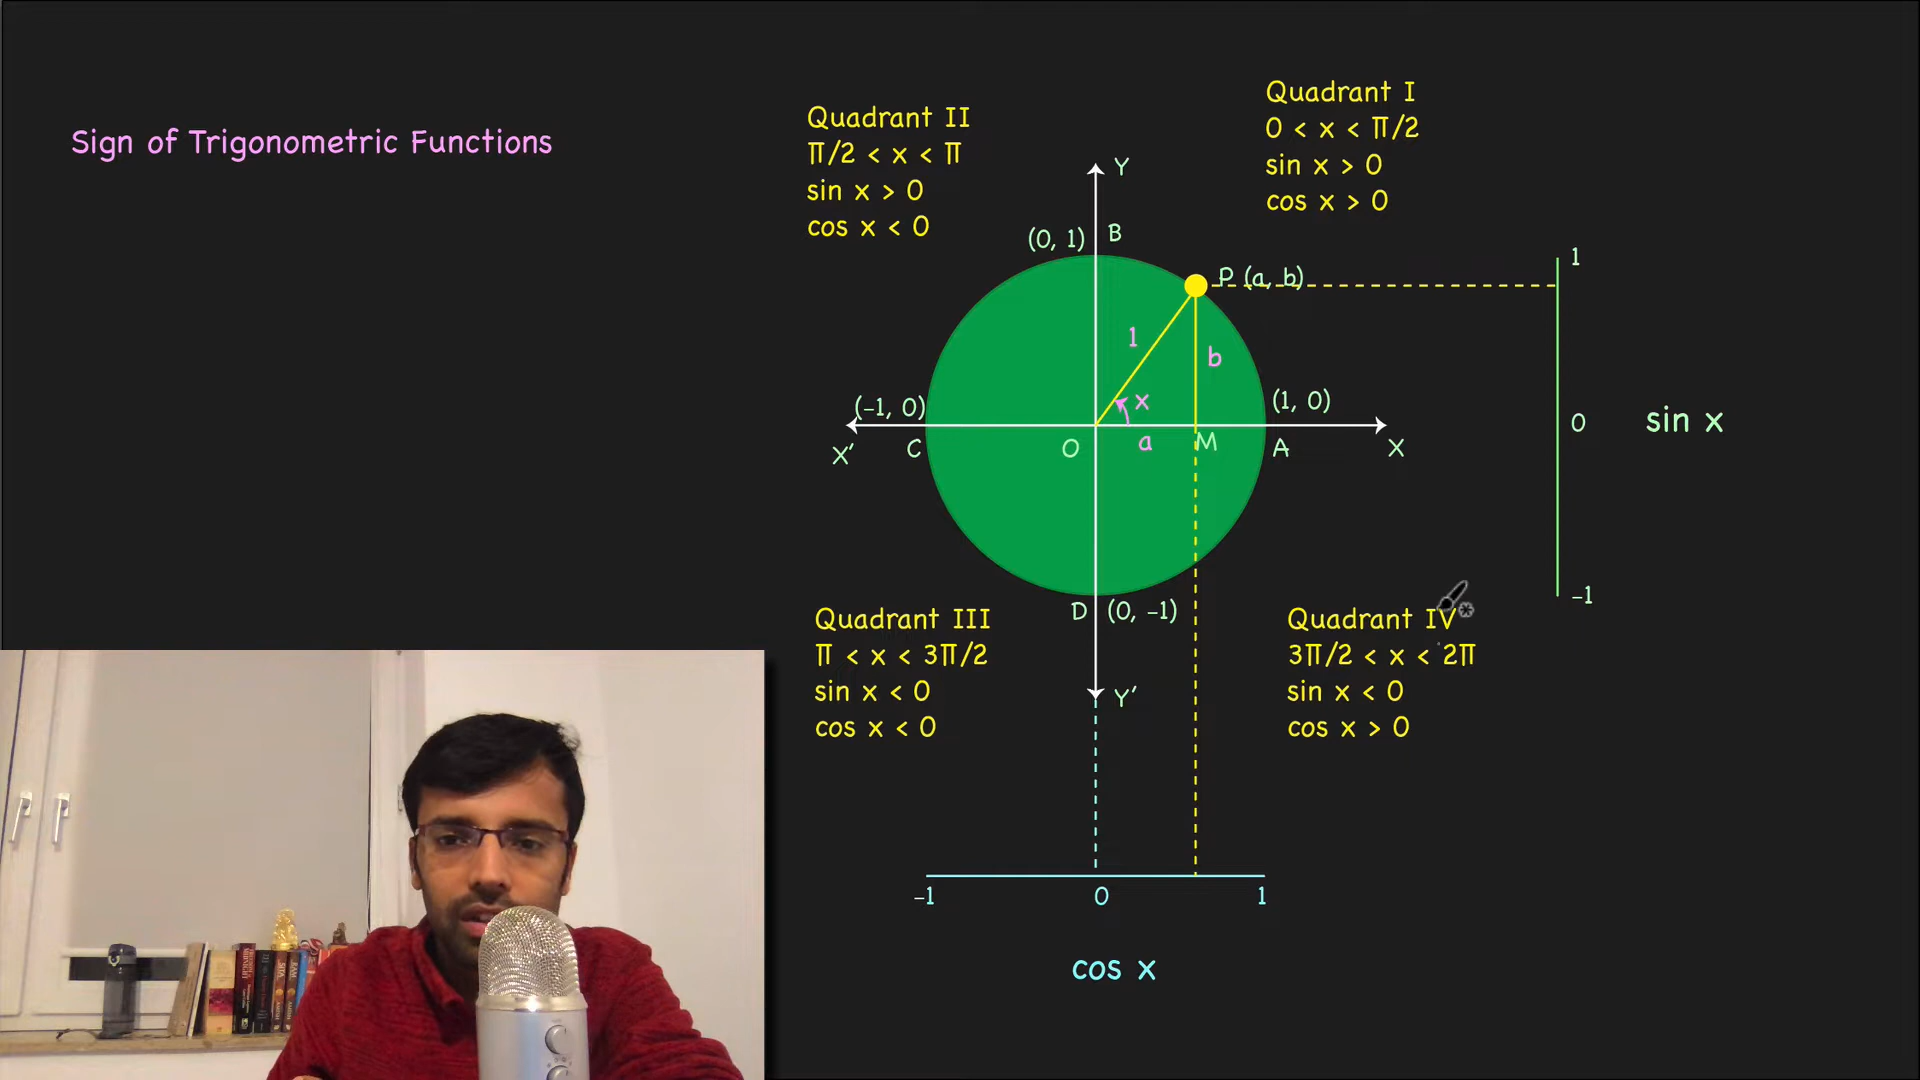 Sign of Trigonometric Functions
Quadrant II
π/2 < x < π
sin x > 0
cos x < 0
Quadrant I
0 < x < π/2
sin x > 0
cos x > 0
Y
(0, 1)
B
P (a, b)
1
b
x
(-1, 0)
(1, 0)
X'
C
O
a
M
A
X
D
(0, -1)
Y'
1
0
-1
sin x
Quadrant III
π < x < 3π/2
sin x < 0
cos x < 0
Quadrant IV
3π/2 < x < 2π
sin x < 0
cos x > 0
-1
0
1
cos x